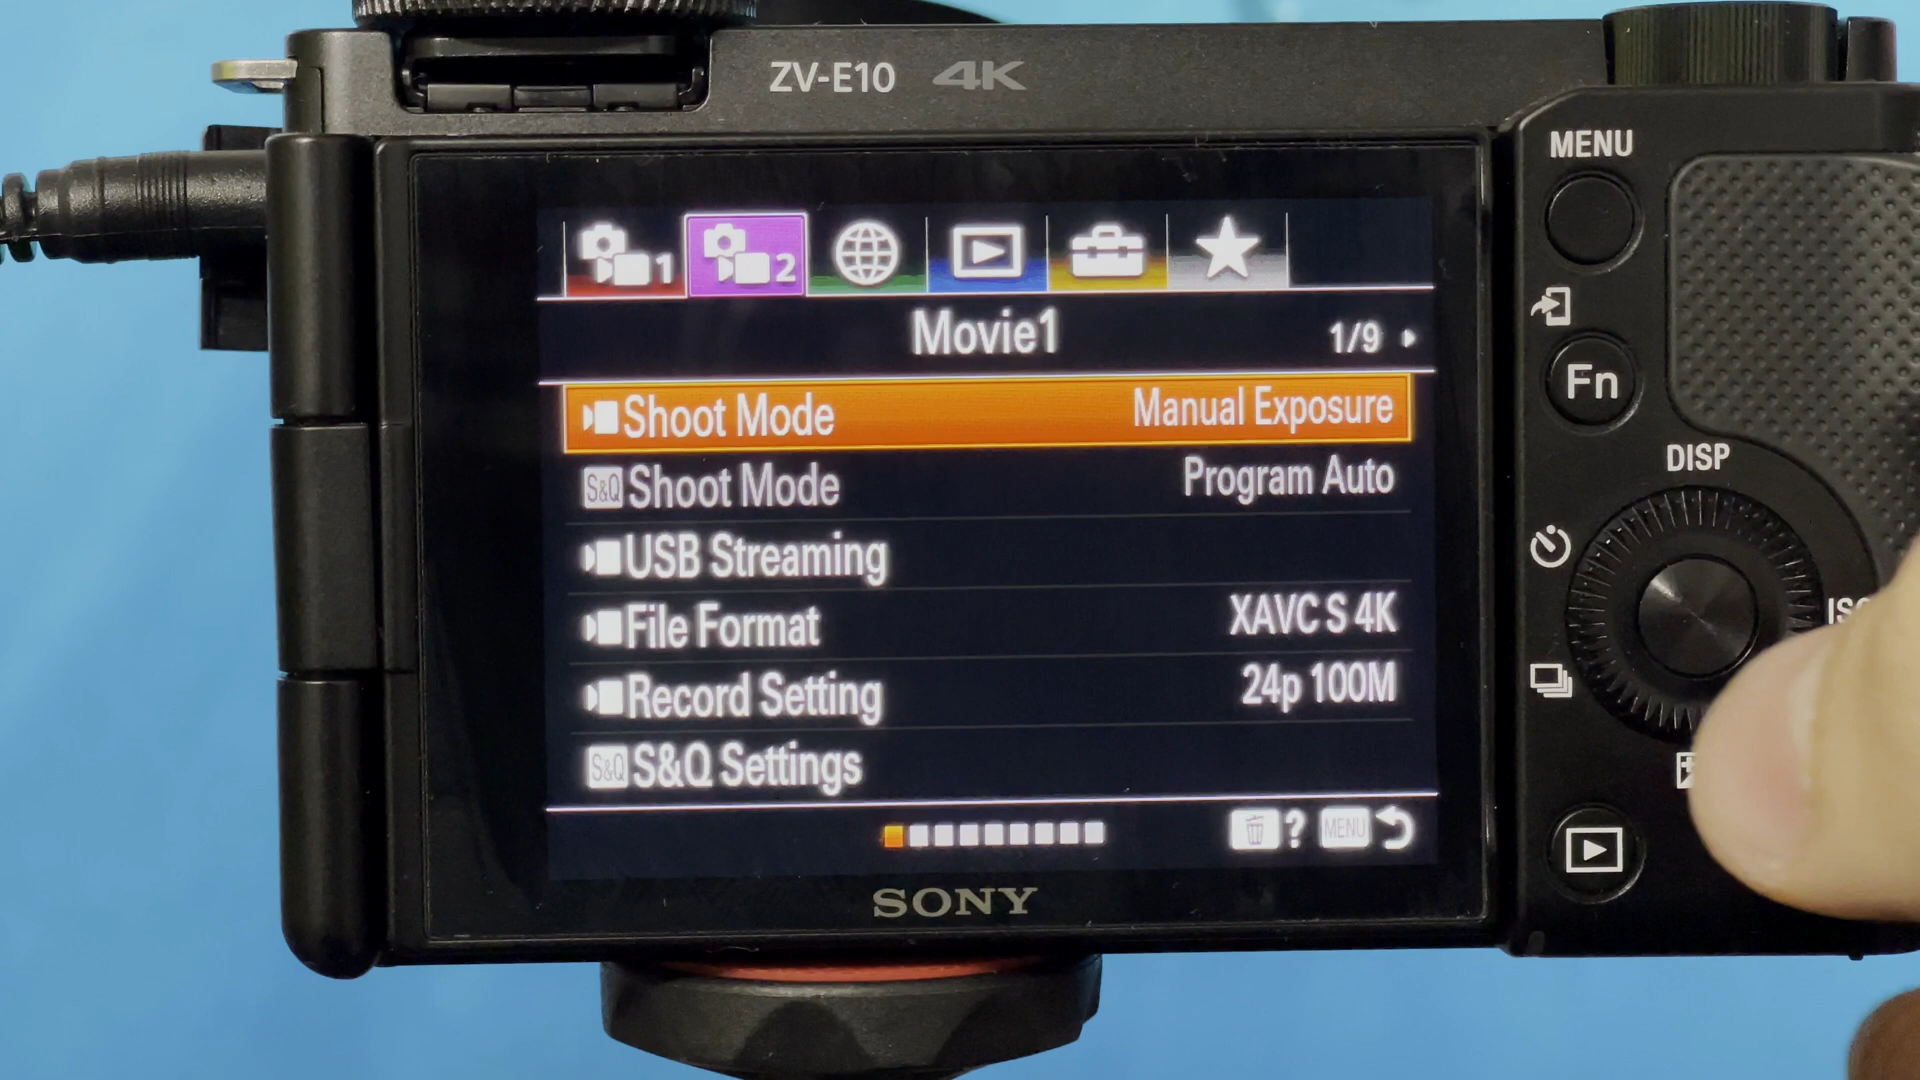 ZV-E10 4K
MENU
1 2
Movie1 1/9
Shoot Mode Manual Exposure
S&Q Shoot Mode Program Auto
USB Streaming
File Format XAVC S 4K
Record Setting 24p 100M
S&Q S&Q Settings
? MENU
Fn
DISP
SONY